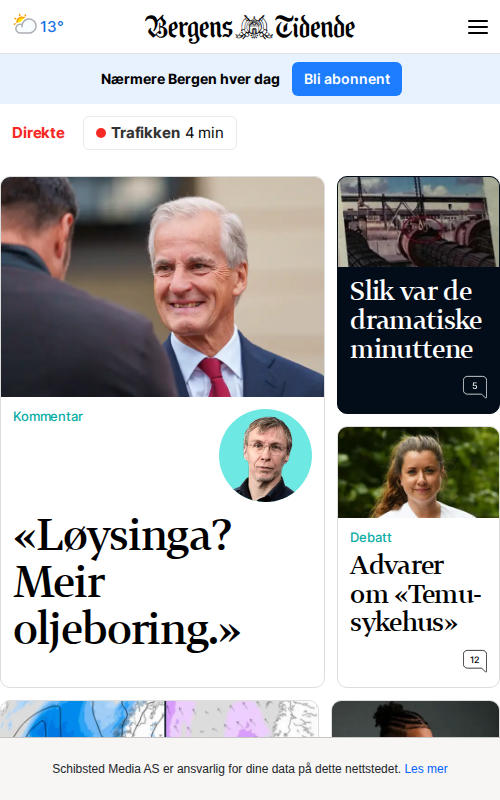 13°
Bergens Tidende
Nærmere Bergen hver dag
Bli abonnent
Direkte
Trafikken 4 min
Kommentar
«Løysinga?
Meir
oljeboring.»
Slik var de
dramatiske
minuttene
5
Debatt
Advarer
om «Temu-
sykehus»
12
Schibsted Media AS er ansvarlig for dine data på dette nettstedet. Les mer